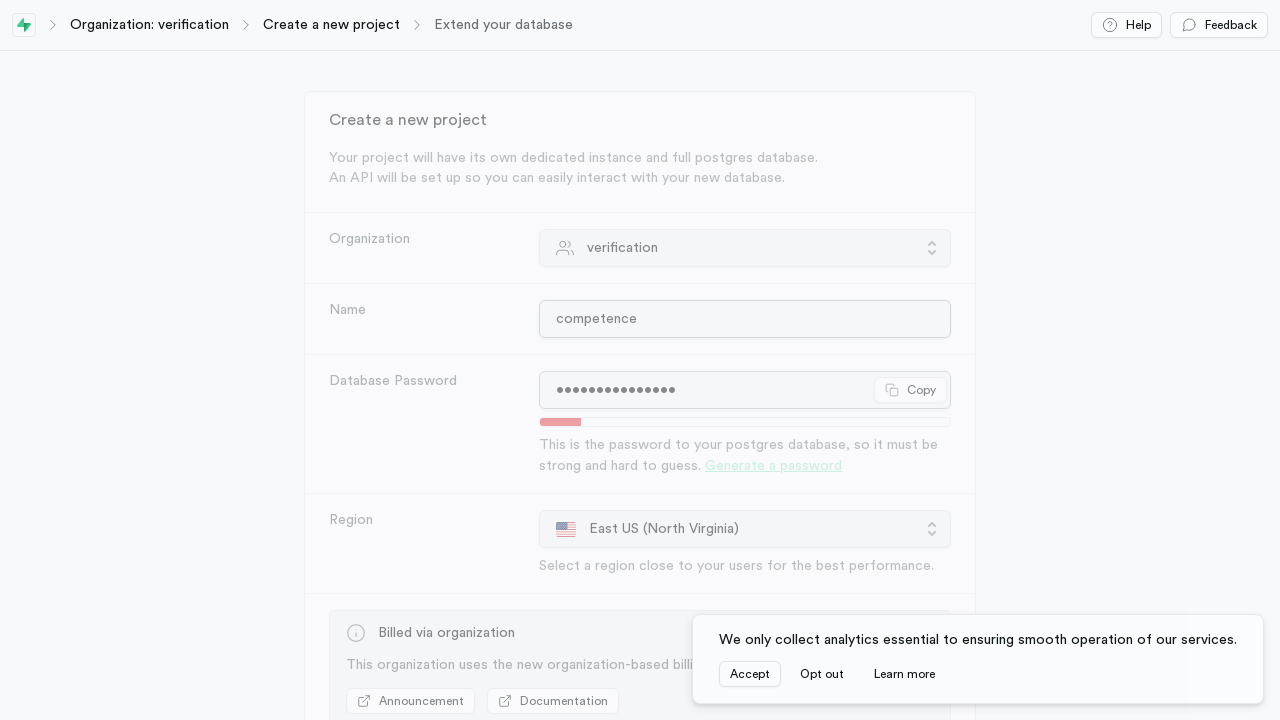 Organization: verification
Create a new project
Extend your database
Help
Feedback
Create a new project
Your project will have its own dedicated instance and full postgres database.
An API will be set up so you can easily interact with your new database.
Organization
verification
Name
competence
Database Password
•••••••••••••••
Copy
This is the password to your postgres database, so it must be
strong and hard to guess. Generate a password
Region
East US (North Virginia)
Select a region close to your users for the best performance.
Billed via organization
This organization uses the new organization-based
Announcement
Documentation
We only collect analytics essential to ensuring smooth operation of our services.
Accept
Opt out
Learn more